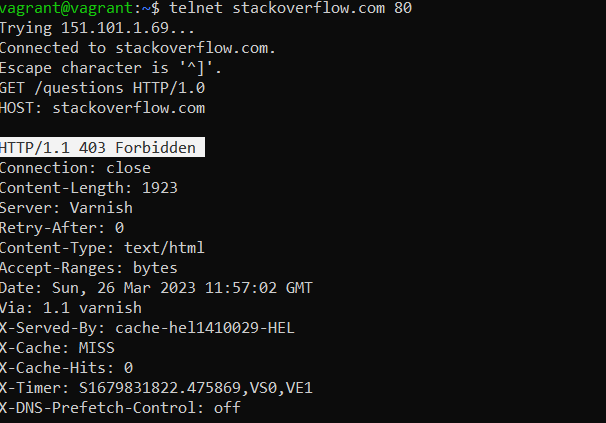 vagrant@vagrant:~$ telnet stackoverflow.com 80
Trying 151.101.1.69...
Connected to stackoverflow.com.
Escape character is '^]'.
GET /questions HTTP/1.0
HOST: stackoverflow.com
HTTP/1.1 403 Forbidden
Connection: close
Content-Length: 1923
Server: Varnish
Retry-After: 0
Content-Type: text/html
Accept-Ranges: bytes
Date: Sun, 26 Mar 2023 11:57:02 GMT
Via: 1.1 varnish
X-Served-By: cache-hel1410029-HEL
X-Cache: MISS
X-Cache-Hits: 0
X-Timer: S1679831822.475869,VS0,VE1
X-DNS-Prefetch-Control: off